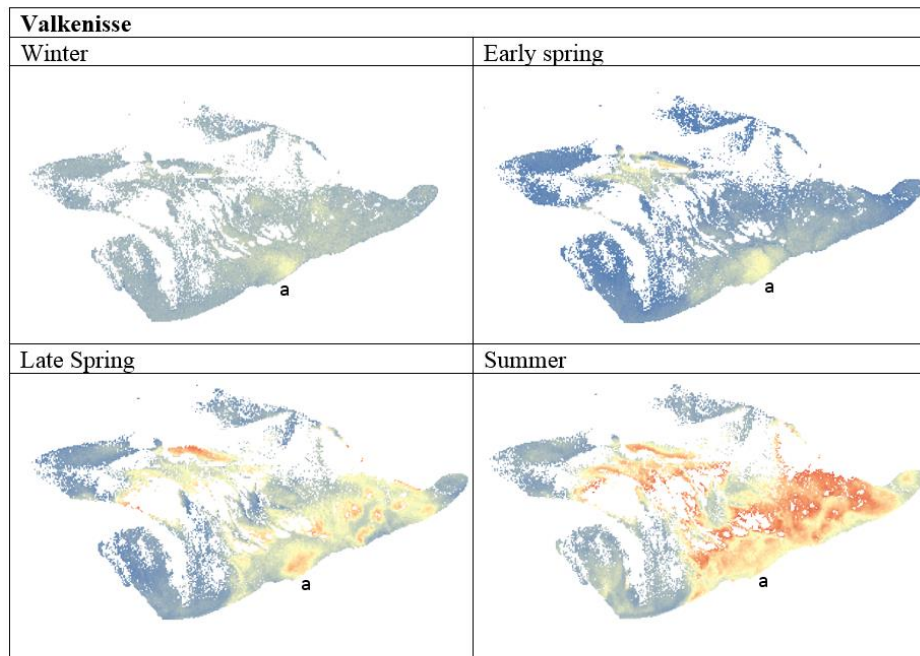 Valkenisse
Winter
Early spring
a
a
Late Spring
Summer
a
a